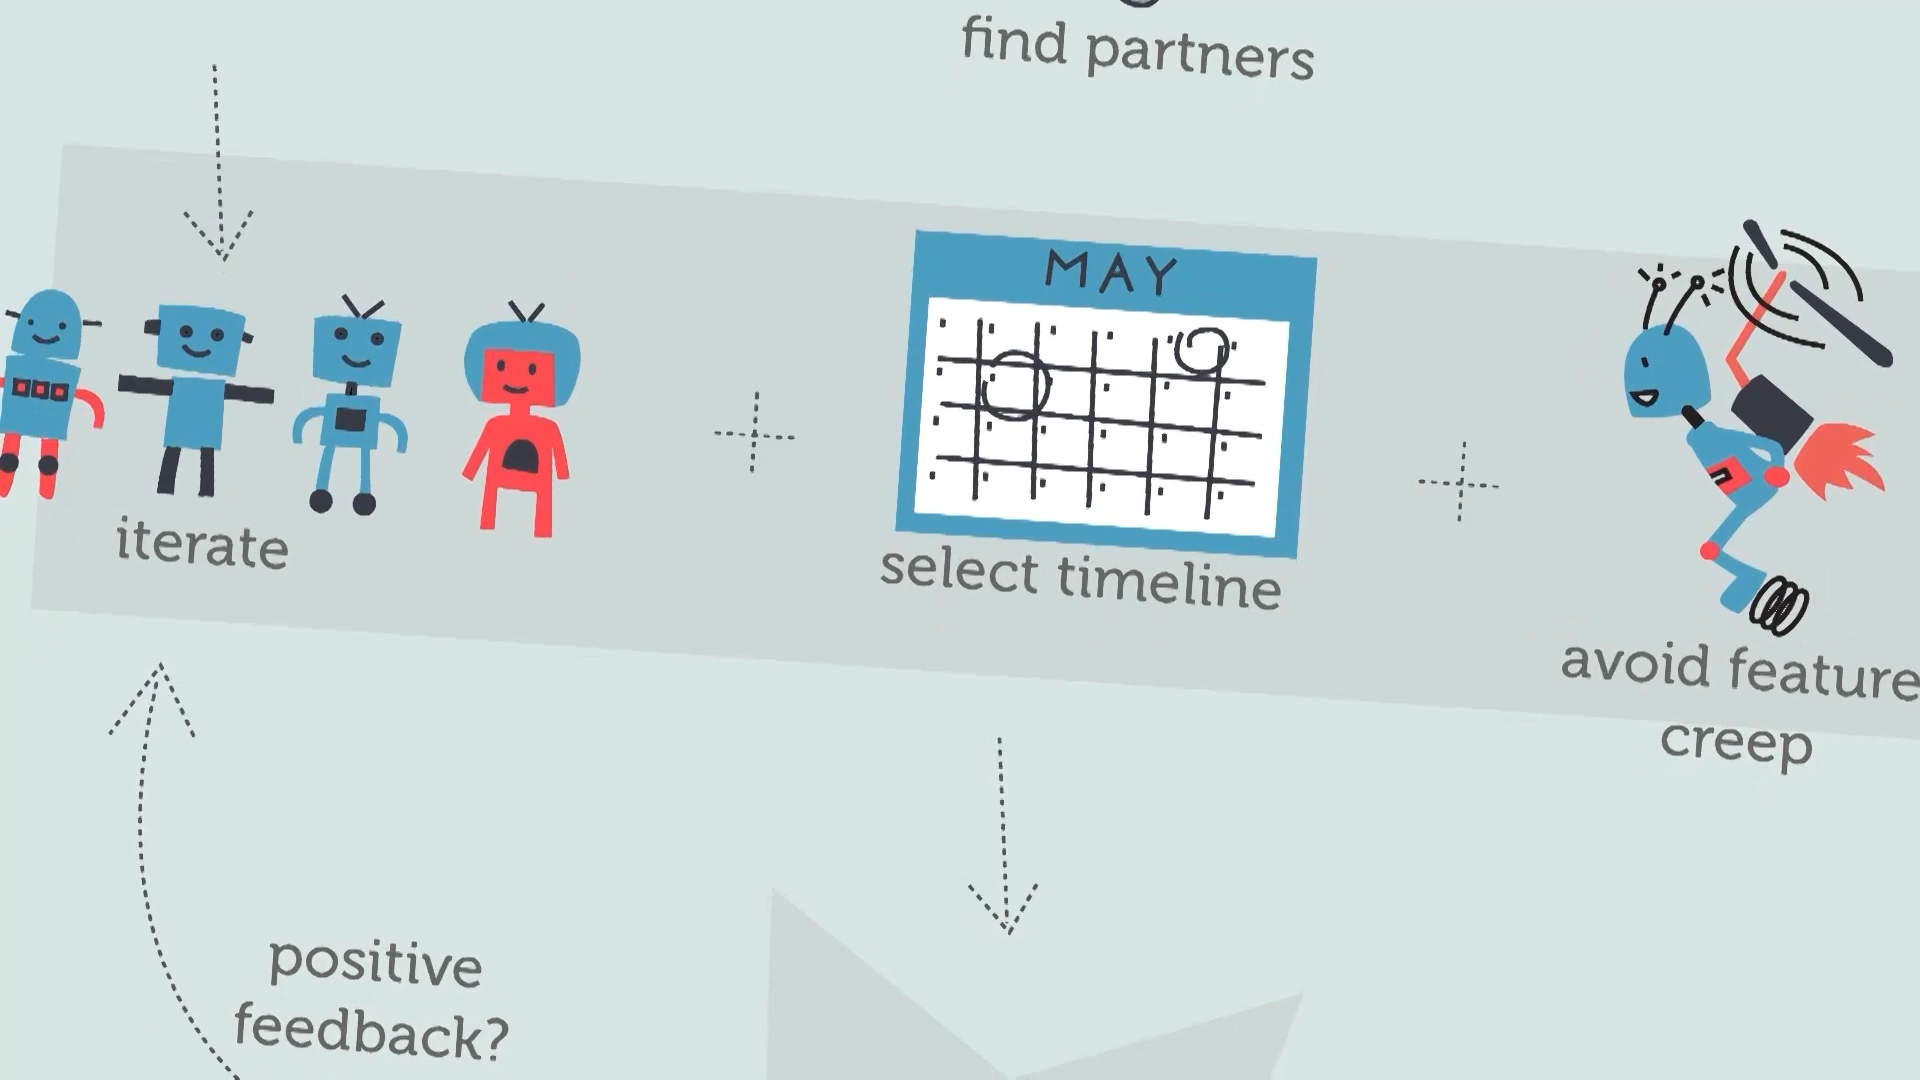 find partners
MAY
iterate
select timeline
avoid feature
creep
positive
feedback?